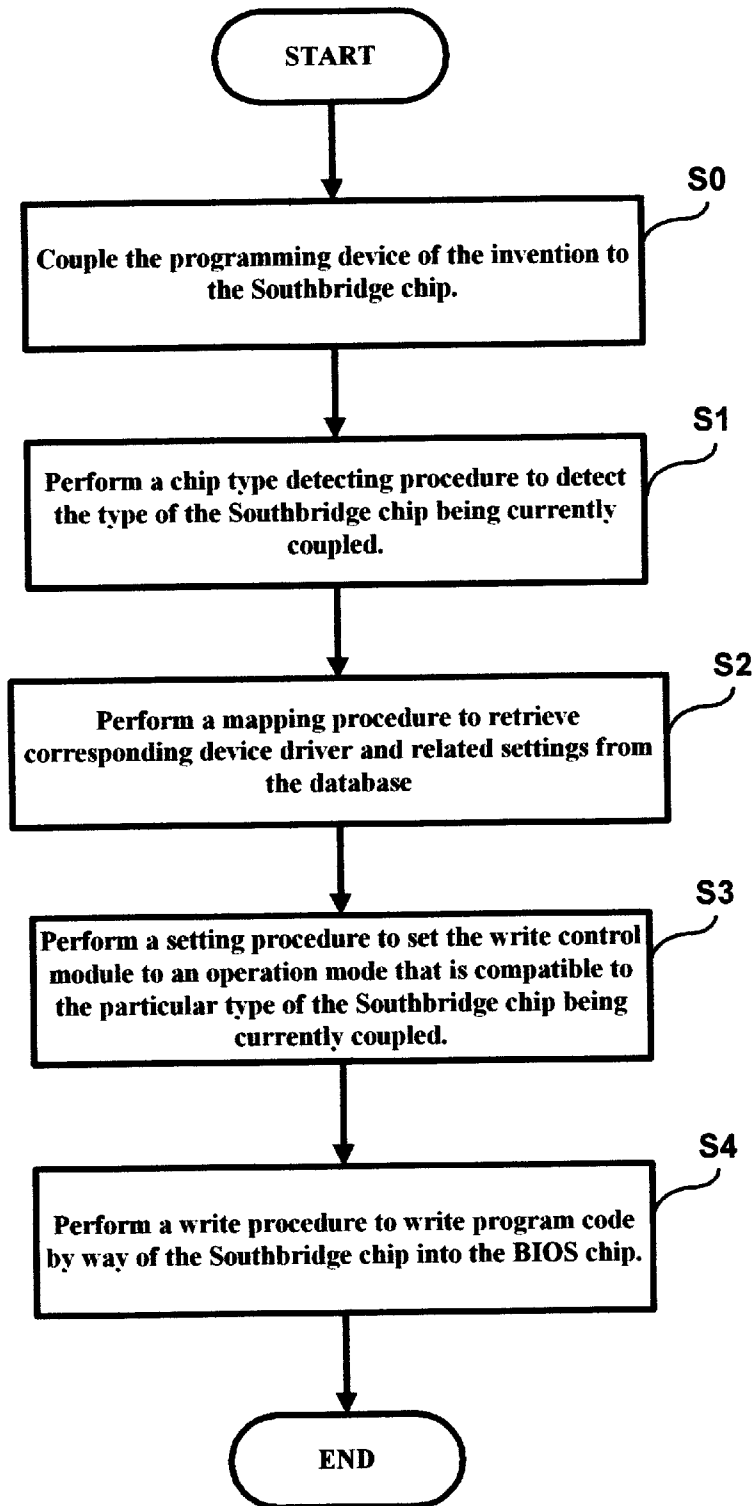 START
S0
Couple the programming device of the invention to
the Southbridge chip.
S1
Perform a chip type detecting procedure to detect
the type of the Southbridge chip being currently
coupled.
S2
Perform a mapping procedure to retrieve
corresponding device driver and related settings from
the database
S3
Perform a setting procedure to set the write control
module to an operation mode that is compatible to
the particular type of the Southbridge chip being
currently coupled.
S4
Perform a write procedure to write program code
by way of the Southbridge chip into the BIOS chip.
END